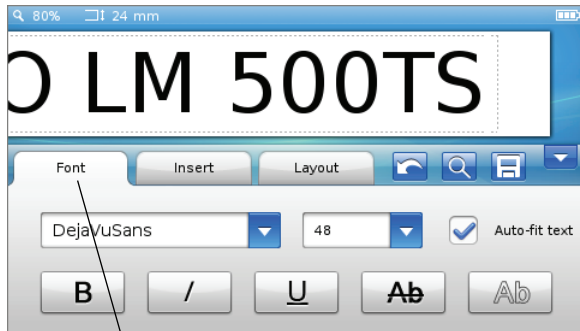 80% 24 mm
O LM 500TS
Font Insert Layout
DejaVuSans 48 Auto-fit text
B I U Ab Ab